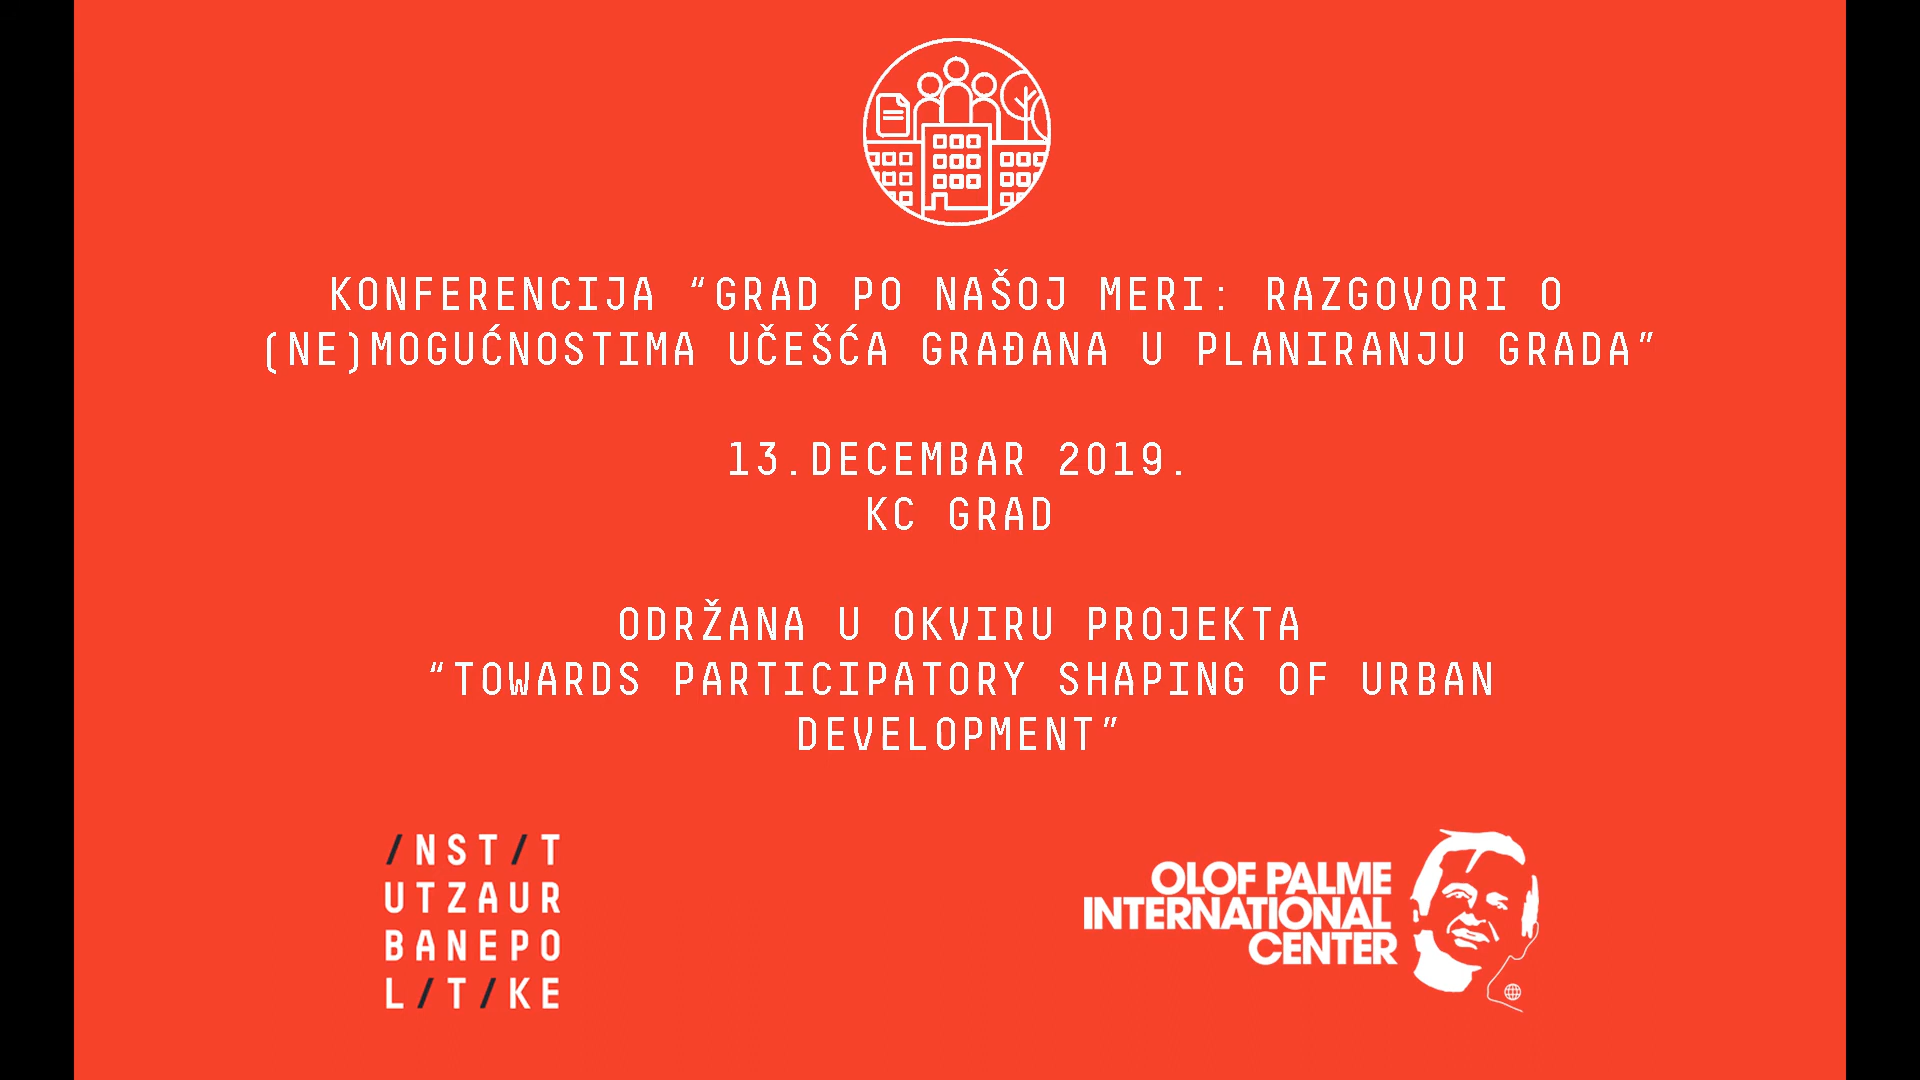 KONFERENCIJA “GRAD PO NAŠOJ MERI: RAZGOVORI O
(NE)MOGUĆNOSTIMA UČEŠĆA GRAĐANA U PLANIRANJU GRADA”
13.DECEMBAR 2019.
KC GRAD
ODRŽANA U OKVIRU PROJEKTA
“TOWARDS PARTICIPATORY SHAPING OF URBAN
DEVELOPMENT”
/NST/T
UTZAUR
BANEPO
L/T/KE
OLOF PALME
INTERNATIONAL
CENTER